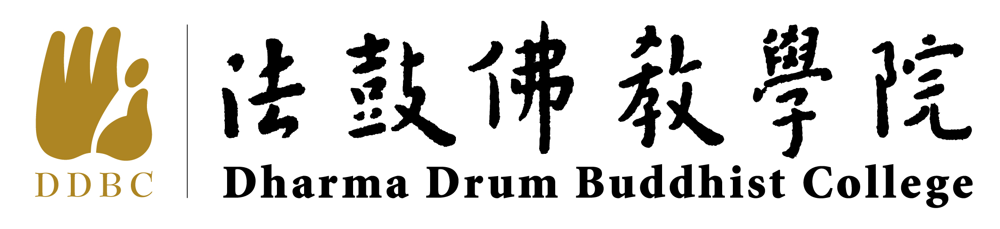 DDBC
法鼓佛教學院
Dharma Drum Buddhist College